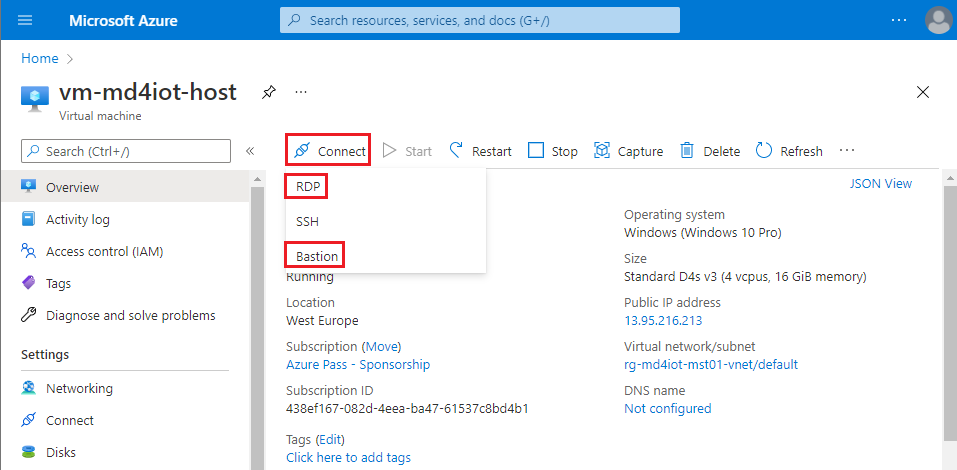 Microsoft Azure
Search resources, services, and docs (G+/)
Home
vm-md4iot-host
Virtual machine
Search (Ctrl+/)
Connect
Start
Restart
Stop
Capture
Delete
Refresh
Overview
Activity log
Access control (IAM)
Tags
Diagnose and solve problems
Settings
Networking
Connect
Disks
RDP
SSH
Bastion
JSON View
Running
Location
West Europe
Subscription (Move)
Azure Pass - Sponsorship
Subscription ID
438ef167-082d-4eea-ba47-61537c8bd4b1
Tags (Edit)
Click here to add tags
Operating system
Windows (Windows 10 Pro)
Size
Standard D4s v3 (4 vcpus, 16 GiB memory)
Public IP address
13.95.216.213
Virtual network/subnet
rg-md4iot-mst01-vnet/default
DNS name
Not configured